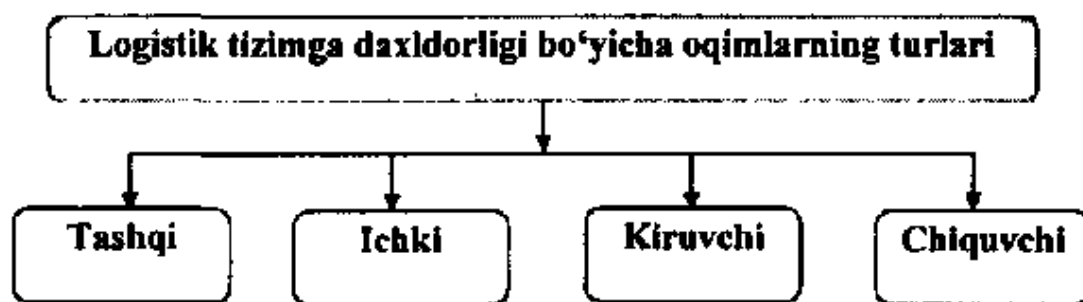 Logistik tizimga daxldorligi bo‘yicha oqimlarning turlari
Tashqi
Ichki
Kiruvchi
Chiquvchi